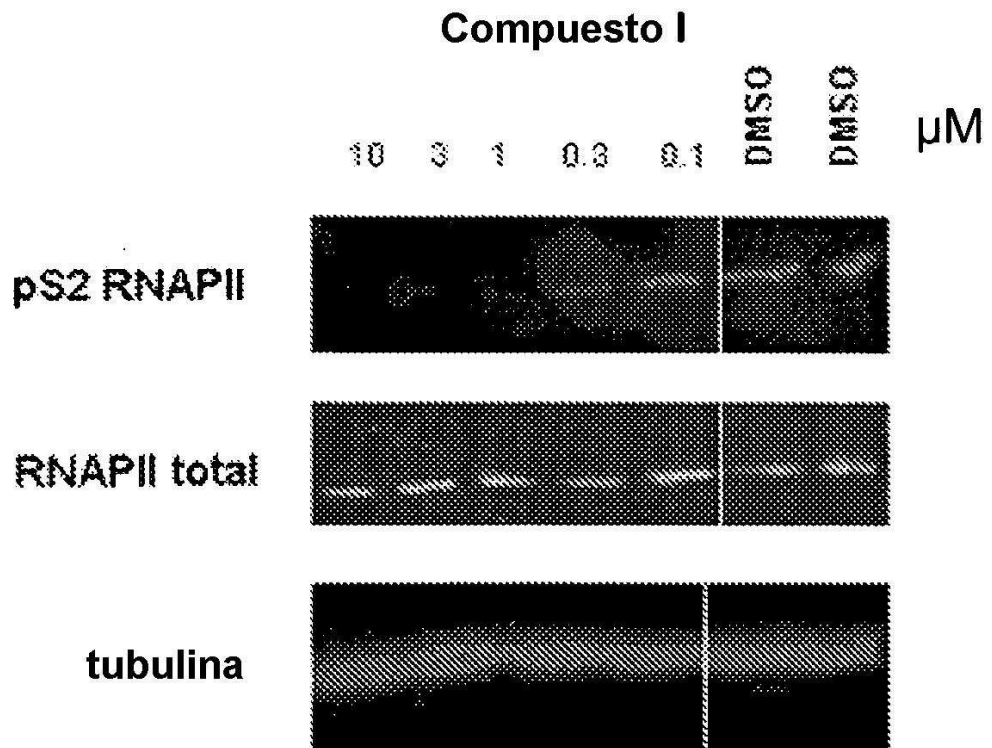 Compuesto I
10 3 1 0.3 0.1 DMSO DMSO µM
pS2 RNAPII
RNAPII total
tubulina